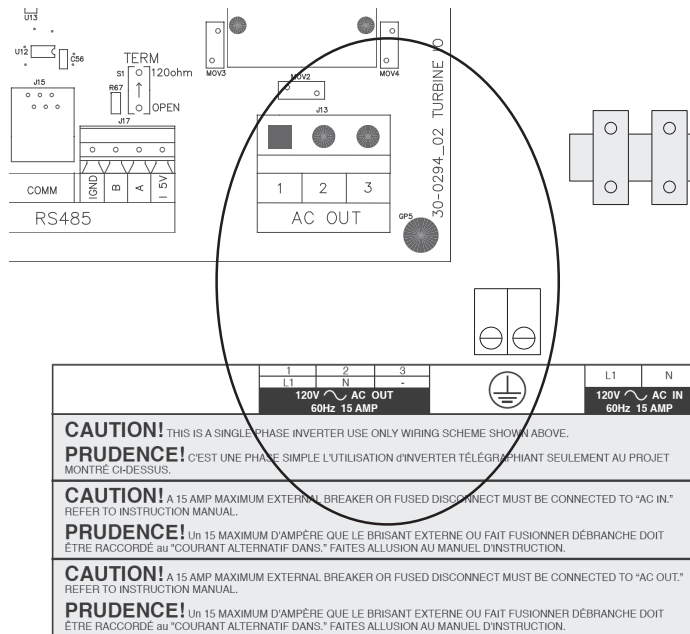 U13
U12
C56
TERM
S1
120ohm
R67
OPEN
J15
J17
COMM
IGND
B
A
I 5V
RS485
MOV3
MOV2
MOV4
J13
1 2 3
AC OUT
GP5
30-0294_02 TURBINE IO
1 2 3
L1 N -
120V AC OUT
60Hz 15 AMP
L1 N
120V AC IN
60Hz 15 AMP
CAUTION! THIS IS A SINGLE PHASE INVERTER USE ONLY WIRING SCHEME SHOWN ABOVE.
PRUDENCE! C'EST UNE PHASE SIMPLE L'UTILISATION d'INVERTER TÉLÉGRAPHIANT SEULEMENT AU PROJET
MONTRÉ CI-DESSUS.
CAUTION! A 15 AMP MAXIMUM EXTERNAL BREAKER OR FUSED DISCONNECT MUST BE CONNECTED TO “AC IN.”
REFER TO INSTRUCTION MANUAL.
PRUDENCE! Un 15 MAXIMUM D'AMPÈRE QUE LE BRISANT EXTERNE OU FAIT FUSIONNER DÉBRANCHE DOIT
ÊTRE RACCORDÉ au "COURANT ALTERNATIF DANS." FAITES ALLUSION AU MANUEL D'INSTRUCTION.
CAUTION! A 15 AMP MAXIMUM EXTERNAL BREAKER OR FUSED DISCONNECT MUST BE CONNECTED TO “AC OUT.”
REFER TO INSTRUCTION MANUAL.
PRUDENCE! Un 15 MAXIMUM D'AMPÈRE QUE LE BRISANT EXTERNE OU FAIT FUSIONNER DÉBRANCHE DOIT
ÊTRE RACCORDÉ au "COURANT ALTERNATIF DANS." FAITES ALLUSION AU MANUEL D'INSTRUCTION.